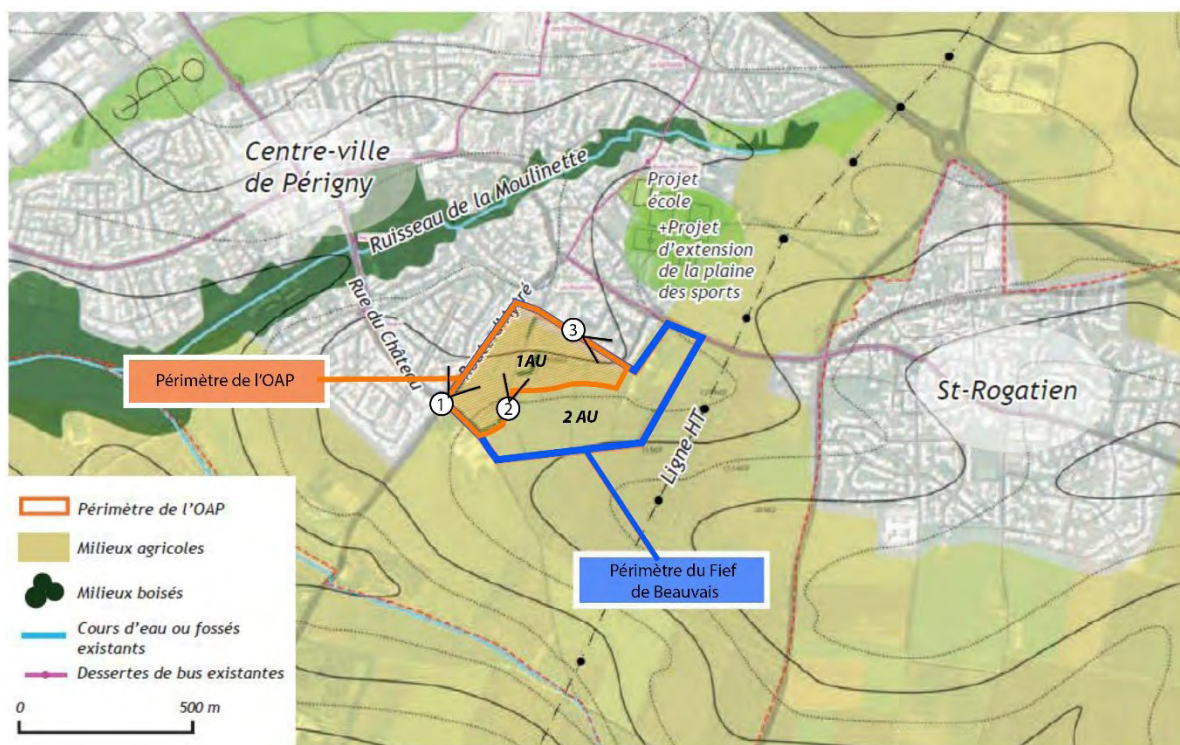 Centre-ville
de Périgny
Ruisseau de la Moulinette
Projet
école
+Projet
d'extension
de la plaine
des sports
Rue du Château
3
1AU
Périmètre de l'OAP
1
2
2 AU
St-Rogatien
Ligne HT
Périmètre du Fief
de Beauvais
Périmètre de l'OAP
Milieux agricoles
Milieux boisés
Cours d'eau ou fossés
existants
Dessertes de bus existantes
0
500 m